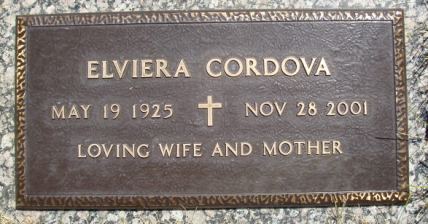 ELVIERA CORDOVA
MAY 19 1925 NOV 28 2001
LOVING WIFE AND MOTHER